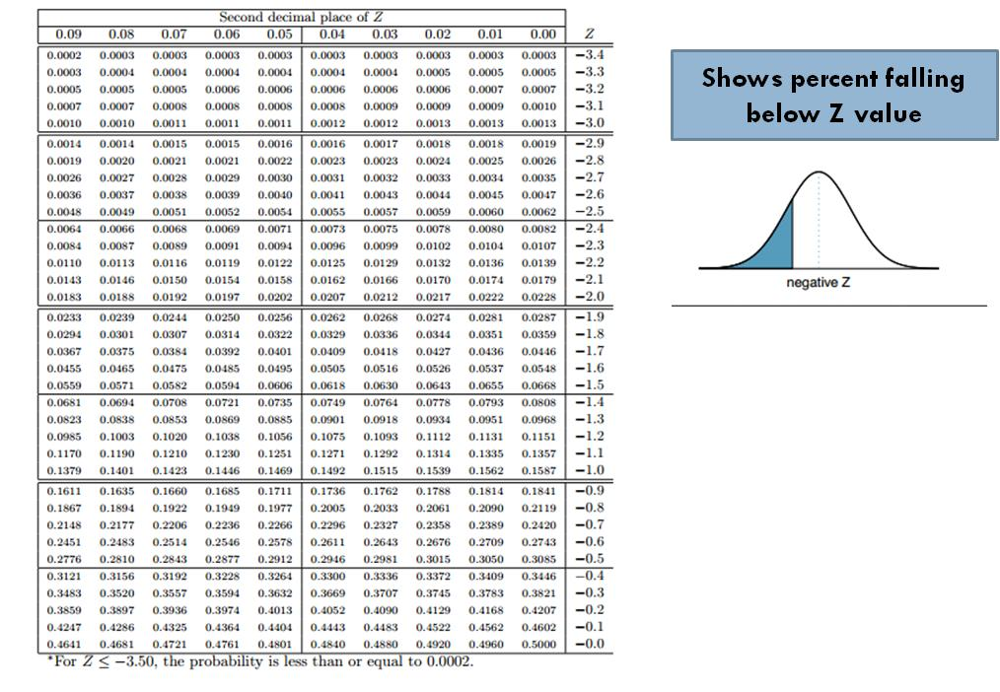 Second decimal place of Z
0.09 0.08 0.07 0.06 0.05 0.04 0.03 0.02 0.01 0.00 Z
0.0002 0.0003 0.0003 0.0003 0.0003 0.0003 0.0003 0.0003 0.0003 0.0003 −3.4
0.0003 0.0004 0.0004 0.0004 0.0004 0.0004 0.0004 0.0005 0.0005 0.0005 −3.3
0.0005 0.0005 0.0005 0.0006 0.0006 0.0006 0.0006 0.0006 0.0007 0.0007 −3.2
0.0007 0.0007 0.0008 0.0008 0.0008 0.0008 0.0009 0.0009 0.0009 0.0010 −3.1
0.0010 0.0010 0.0011 0.0011 0.0011 0.0012 0.0012 0.0013 0.0013 0.0013 −3.0
0.0014 0.0014 0.0015 0.0015 0.0016 0.0016 0.0017 0.0018 0.0018 0.0019 −2.9
0.0019 0.0020 0.0021 0.0021 0.0022 0.0023 0.0023 0.0024 0.0025 0.0026 −2.8
0.0026 0.0027 0.0028 0.0029 0.0030 0.0031 0.0032 0.0033 0.0034 0.0035 −2.7
0.0036 0.0037 0.0038 0.0039 0.0040 0.0041 0.0043 0.0044 0.0045 0.0047 −2.6
0.0048 0.0049 0.0051 0.0052 0.0054 0.0055 0.0057 0.0059 0.0060 0.0062 −2.5
0.0064 0.0066 0.0068 0.0069 0.0071 0.0073 0.0075 0.0078 0.0080 0.0082 −2.4
0.0084 0.0087 0.0089 0.0091 0.0094 0.0096 0.0099 0.0102 0.0104 0.0107 −2.3
0.0110 0.0113 0.0116 0.0119 0.0122 0.0125 0.0129 0.0132 0.0136 0.0139 −2.2
0.0143 0.0146 0.0150 0.0154 0.0158 0.0162 0.0166 0.0170 0.0174 0.0179 −2.1
0.0183 0.0188 0.0192 0.0197 0.0202 0.0207 0.0212 0.0217 0.0222 0.0228 −2.0
0.0233 0.0239 0.0244 0.0250 0.0256 0.0262 0.0268 0.0274 0.0281 0.0287 −1.9
0.0294 0.0301 0.0307 0.0314 0.0322 0.0329 0.0336 0.0344 0.0351 0.0359 −1.8
0.0367 0.0375 0.0384 0.0392 0.0401 0.0409 0.0418 0.0427 0.0436 0.0446 −1.7
0.0455 0.0465 0.0475 0.0485 0.0495 0.0505 0.0516 0.0526 0.0537 0.0548 −1.6
0.0559 0.0571 0.0582 0.0594 0.0606 0.0618 0.0630 0.0643 0.0655 0.0668 −1.5
0.0681 0.0694 0.0708 0.0721 0.0735 0.0749 0.0764 0.0778 0.0793 0.0808 −1.4
0.0823 0.0838 0.0853 0.0869 0.0885 0.0901 0.0918 0.0934 0.0951 0.0968 −1.3
0.0985 0.1003 0.1020 0.1038 0.1056 0.1075 0.1093 0.1112 0.1131 0.1151 −1.2
0.1170 0.1190 0.1210 0.1230 0.1251 0.1271 0.1292 0.1314 0.1335 0.1357 −1.1
0.1379 0.1401 0.1423 0.1446 0.1469 0.1492 0.1515 0.1539 0.1562 0.1587 −1.0
0.1611 0.1635 0.1660 0.1685 0.1711 0.1736 0.1762 0.1788 0.1814 0.1841 −0.9
0.1867 0.1894 0.1922 0.1949 0.1977 0.2005 0.2033 0.2061 0.2090 0.2119 −0.8
0.2148 0.2177 0.2206 0.2236 0.2266 0.2296 0.2327 0.2358 0.2389 0.2420 −0.7
0.2451 0.2483 0.2514 0.2546 0.2578 0.2611 0.2643 0.2676 0.2709 0.2743 −0.6
0.2776 0.2810 0.2843 0.2877 0.2912 0.2946 0.2981 0.3015 0.3050 0.3085 −0.5
0.3121 0.3156 0.3192 0.3228 0.3264 0.3300 0.3336 0.3372 0.3409 0.3446 −0.4
0.3483 0.3520 0.3557 0.3594 0.3632 0.3669 0.3707 0.3745 0.3783 0.3821 −0.3
0.3859 0.3897 0.3936 0.3974 0.4013 0.4052 0.4090 0.4129 0.4168 0.4207 −0.2
0.4247 0.4286 0.4325 0.4364 0.4404 0.4443 0.4483 0.4522 0.4562 0.4602 −0.1
0.4641 0.4681 0.4721 0.4761 0.4801 0.4840 0.4880 0.4920 0.4960 0.5000 −0.0
*For Z ≤ −3.50, the probability is less than or equal to 0.0002.
Shows percent falling
below Z value
negative Z